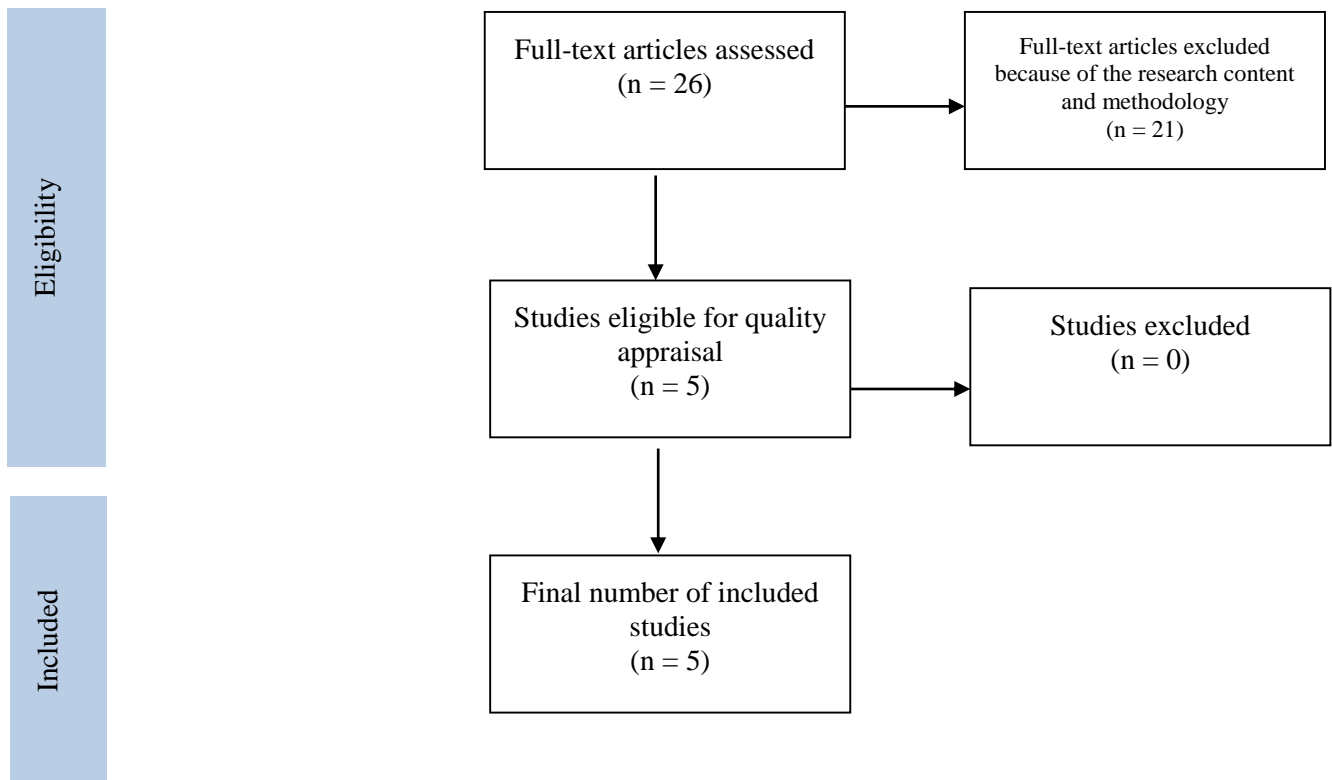 Eligibility
Full-text articles assessed
(n = 26)
Full-text articles excluded
because of the research content
and methodology
(n = 21)
Studies eligible for quality
appraisal
(n = 5)
Studies excluded
(n = 0)
Included
Final number of included
studies
(n = 5)